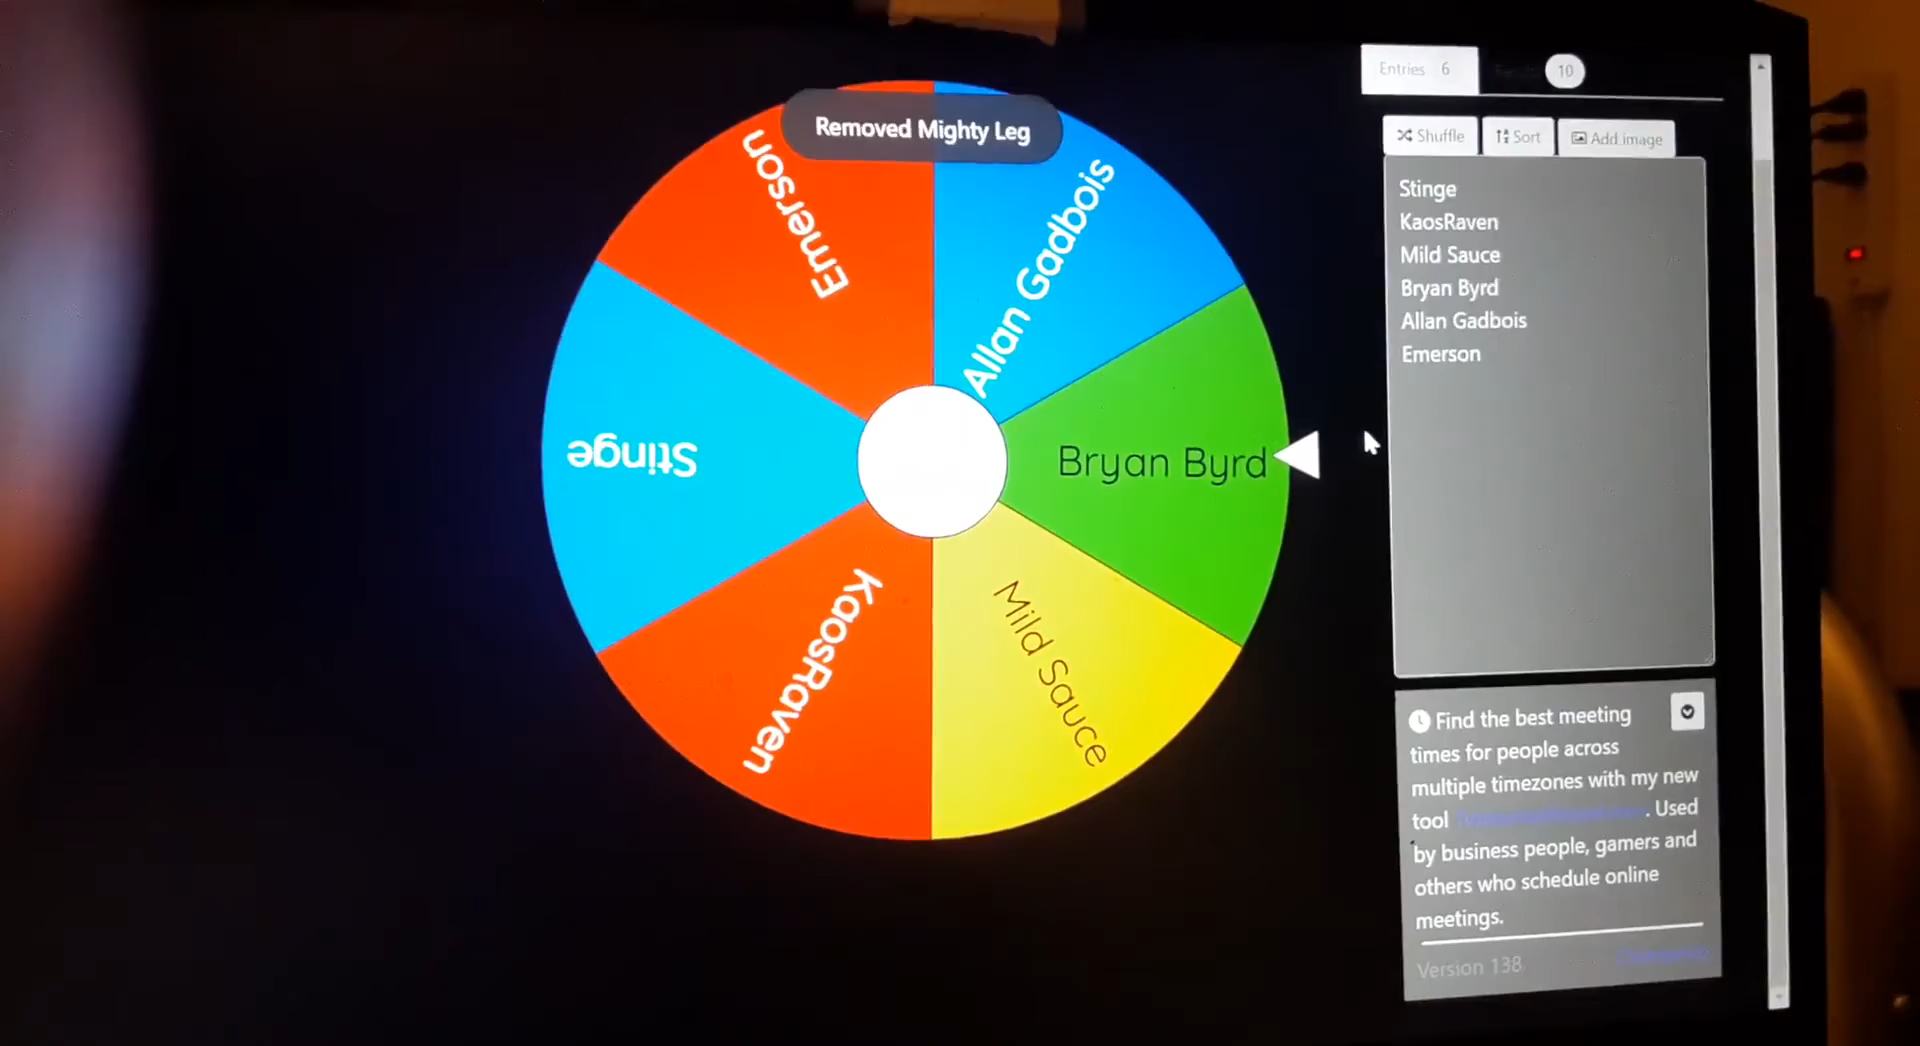 Entries 6
10
Removed Mighty Leg
Shuffle
Sort
Add image
Emerson
Allan Gadbois
Stinge
Bryan Byrd
KaosRaven
Mild Sauce
Stinge
KaosRaven
Mild Sauce
Bryan Byrd
Allan Gadbois
Emerson
Find the best meeting
times for people across
multiple timezones with my new
tool . Used
by business people, gamers and
others who schedule online
meetings.
Version 138